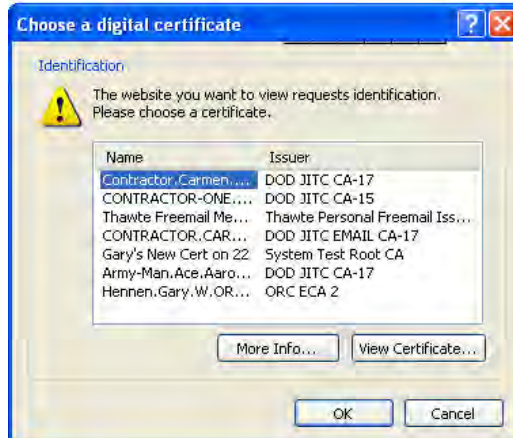 Choose a digital certificate
Identification
The website you want to view requests identification.
Please choose a certificate.
Name Issuer
Contractor.Carmen.... DOD JITC CA-17
CONTRACTOR-ONE.... DOD JITC CA-15
Thawte Freemail Me... Thawte Personal Freemail Iss...
CONTRACTOR.CAR... DOD JITC EMAIL CA-17
Gary's New Cert on 22 System Test Root CA
Army-Man.Ace.Aaro... DOD JITC CA-17
Hennen.Gary.W.OR... ORC ECA 2
More Info... View Certificate...
OK Cancel